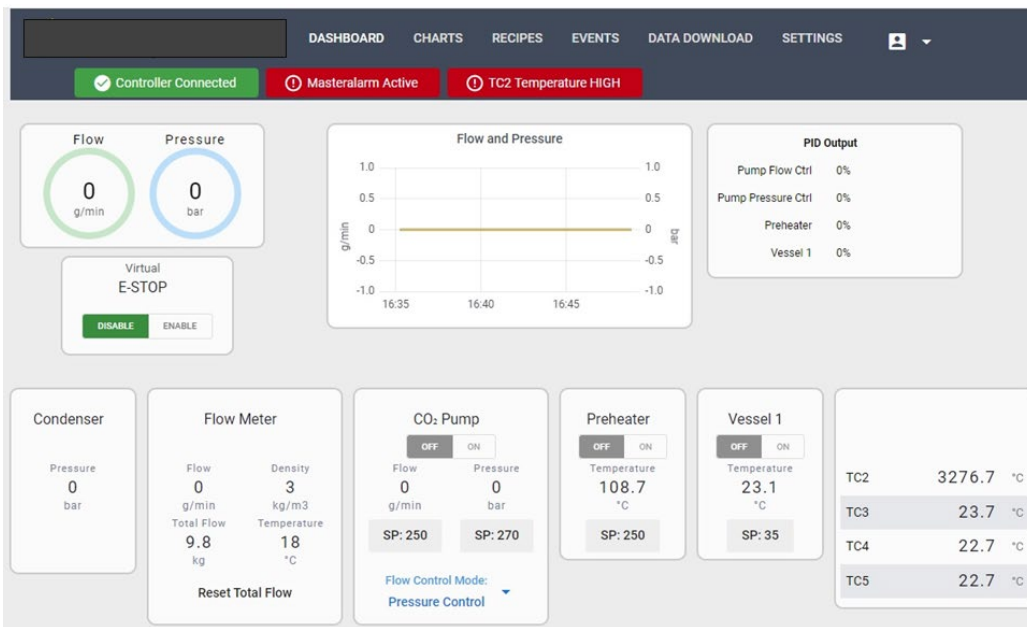 DASHBOARD CHARTS RECIPES EVENTS DATA DOWNLOAD SETTINGS
Controller Connected Masteralarm Active TC2 Temperature HIGH
Flow Pressure
0 0
g/min bar
Virtual
E-STOP
DISABLE ENABLE
Flow and Pressure
1.0 1.0
0.5 0.5
0 0
-0.5 -0.5
-1.0 -1.0
g/min bar
16:35 16:40 16:45
PID Output
Pump Flow Ctrl 0%
Pump Pressure Ctrl 0%
Preheater 0%
Vessel 1 0%
Condenser
Pressure
0
bar
Flow Meter
Flow Density
0 3
g/min kg/m3
Total Flow Temperature
9.8 18
kg °C
Reset Total Flow
CO₂ Pump
OFF ON
Flow Pressure
0 0
g/min bar
SP: 250 SP: 270
Flow Control Mode:
Pressure Control
Preheater
OFF ON
Temperature
108.7
°C
SP: 250
Vessel 1
OFF ON
Temperature
23.1
°C
SP: 35
TC2 3276.7 °C
TC3 23.7 °C
TC4 22.7 °C
TC5 22.7 °C